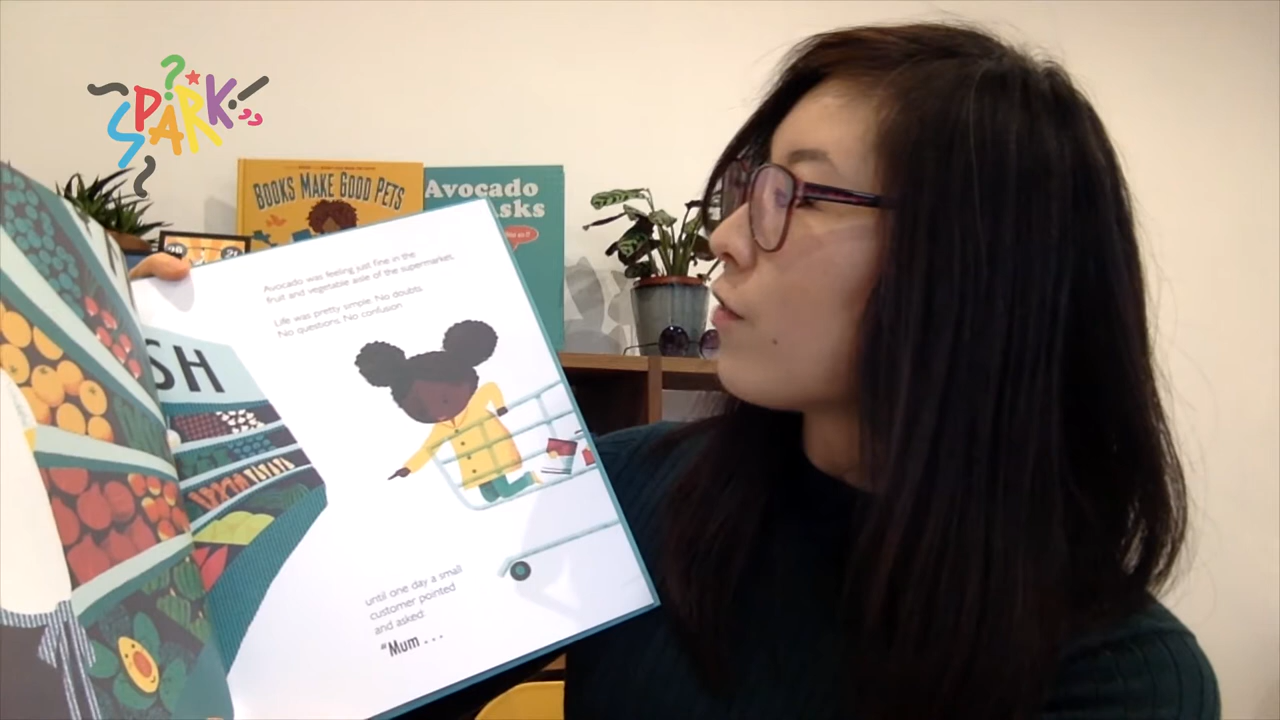 SPARK
BOOKS MAKE GOOD PETS
Avocado
sks
Avocado was feeling just fine in the
fruit and vegetable aisle of the supermarket.
Life was pretty simple. No doubts.
No questions. No confusion
SH
until one day a small
customer pointed
and asked:
"Mum . . .